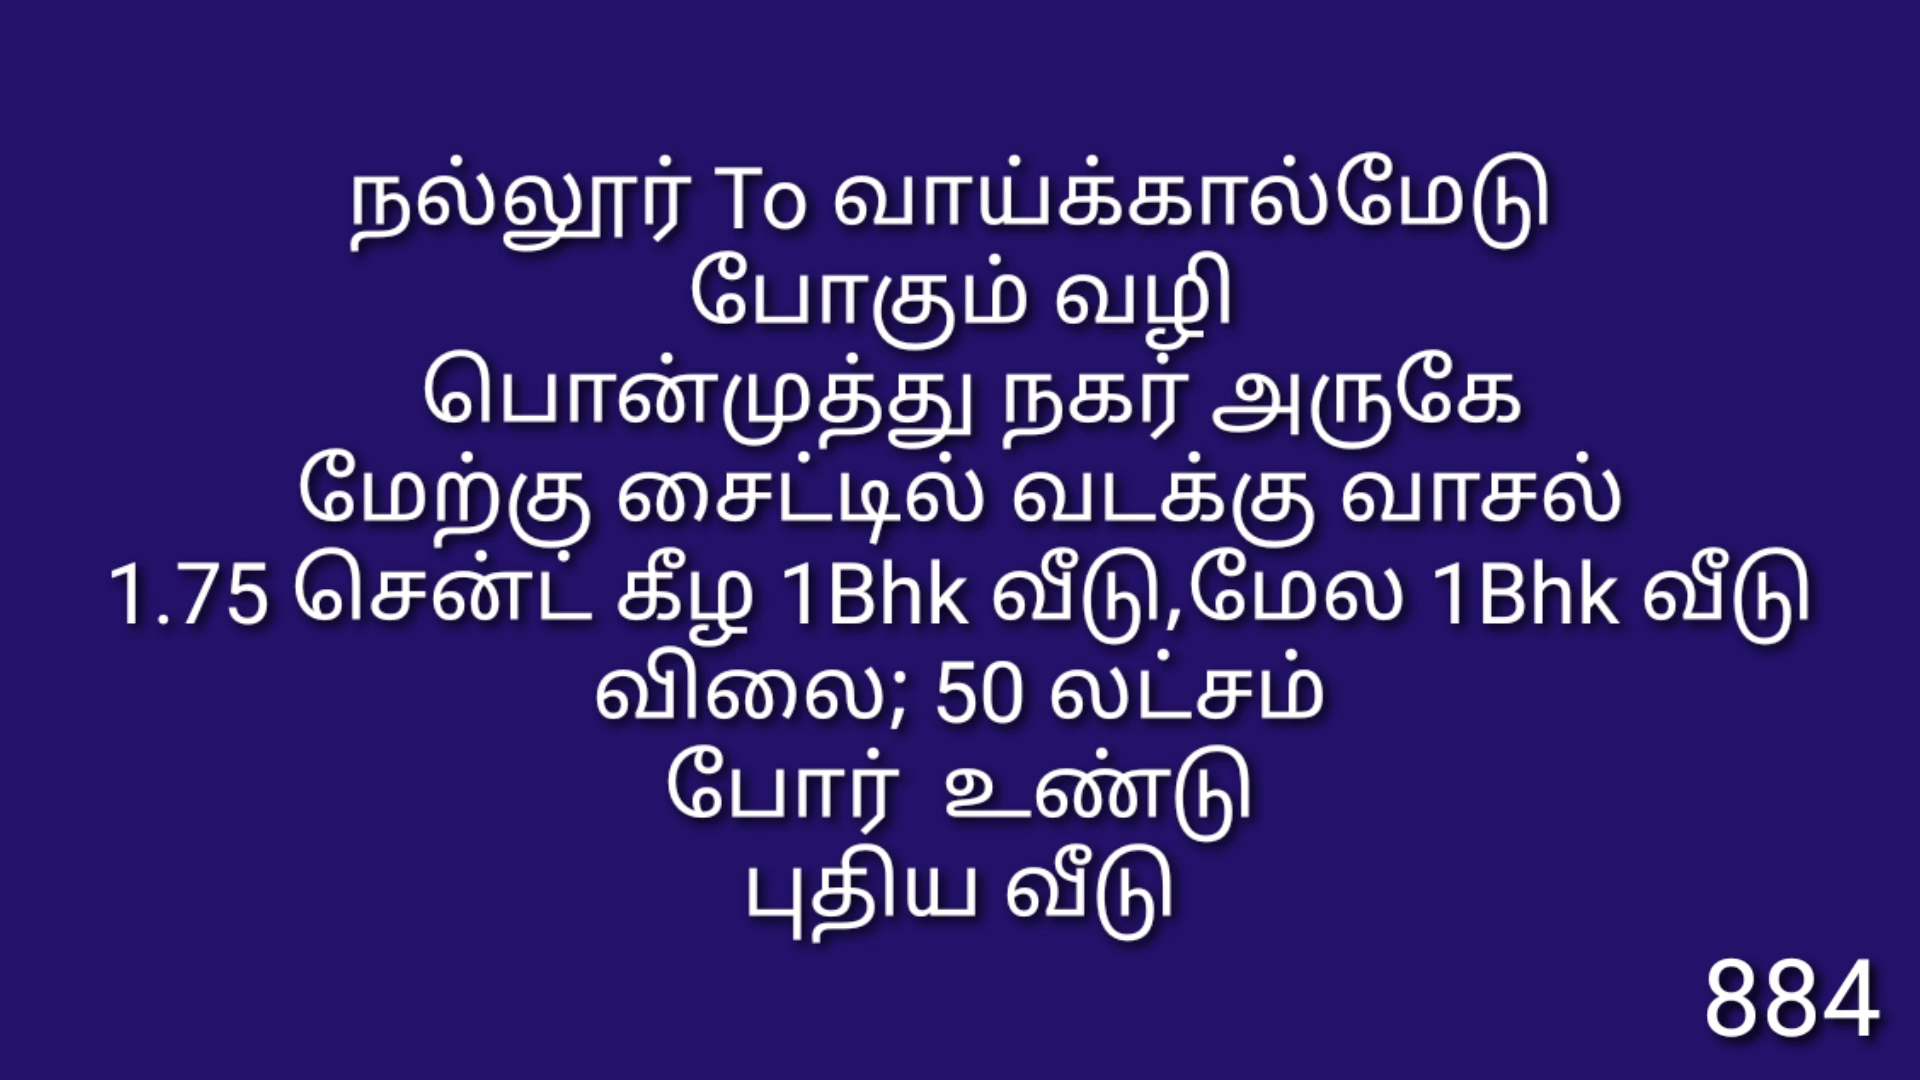 நல்லூர் To வாய்க்கால்மேடு
போகும் வழி
பொன்முத்து நகர் அருகே
மேற்கு சைட்டில் வடக்கு வாசல்
1.75 சென்ட் கீழ 1Bhk வீடு,மேல 1Bhk வீடு
விலை; 50 லட்சம்
போர்  உண்டு
புதிய வீடு
884